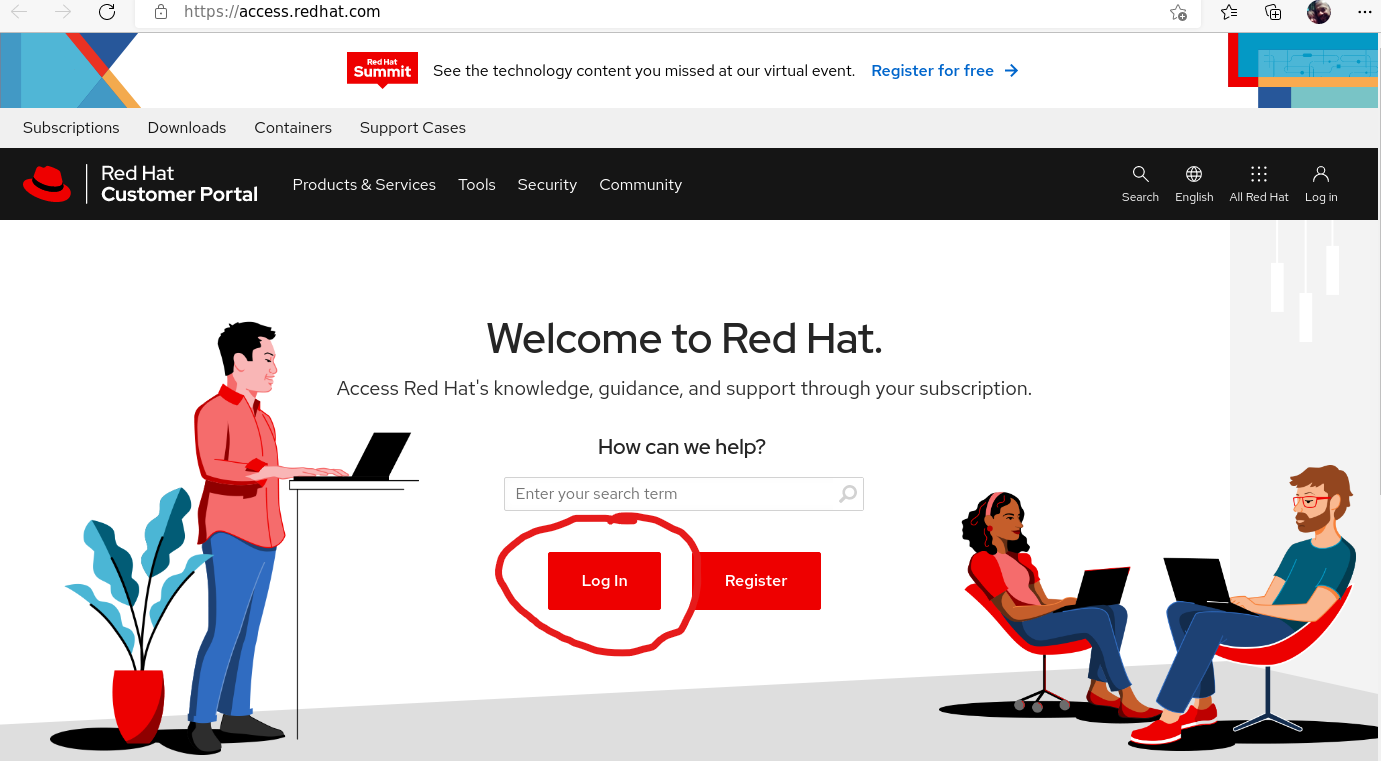 https://access.redhat.com
Red Hat
Summit
See the technology content you missed at our virtual event. Register for free
Subscriptions Downloads Containers Support Cases
Red Hat
Customer Portal
Products & Services Tools Security Community
Search English All Red Hat Log in
Welcome to Red Hat.
Access Red Hat's knowledge, guidance, and support through your subscription.
How can we help?
Enter your search term
Log In Register